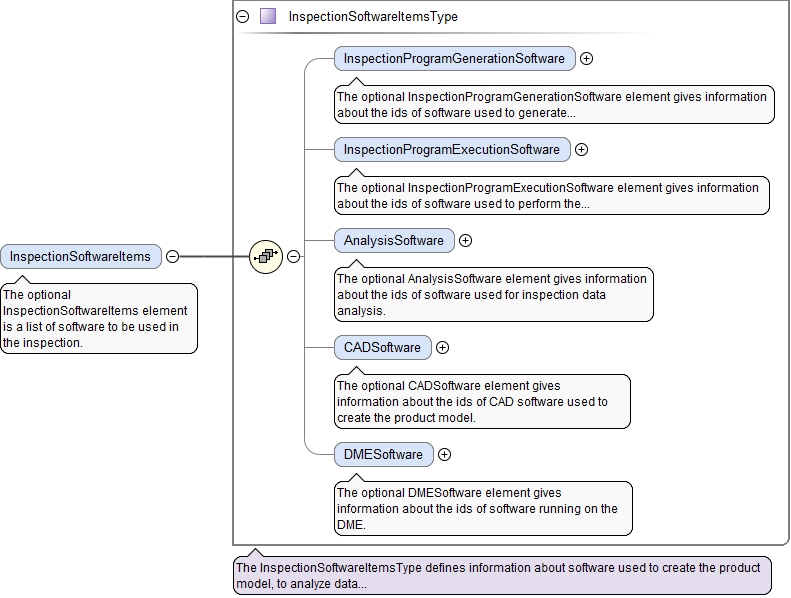 InspectionSoftwareItemsType
InspectionProgramGenerationSoftware
The optional InspectionProgramGenerationSoftware element gives information
about the ids of software used to generate...
InspectionProgramExecutionSoftware
The optional InspectionProgramExecutionSoftware element gives information
about the ids of software used to perform the...
AnalysisSoftware
The optional AnalysisSoftware element gives information
about the ids of software used for inspection data
analysis.
InspectionSoftwareItems
The optional
InspectionSoftwareItems element
is a list of software to be used in
the inspection.
CADSoftware
The optional CADSoftware element gives
information about the ids of CAD software used to
create the product model.
DMESoftware
The optional DMESoftware element gives
information about the ids of software running on the
DME.
The InspectionSoftwareItemsType defines information about software used to create the product
model, to analyze data...